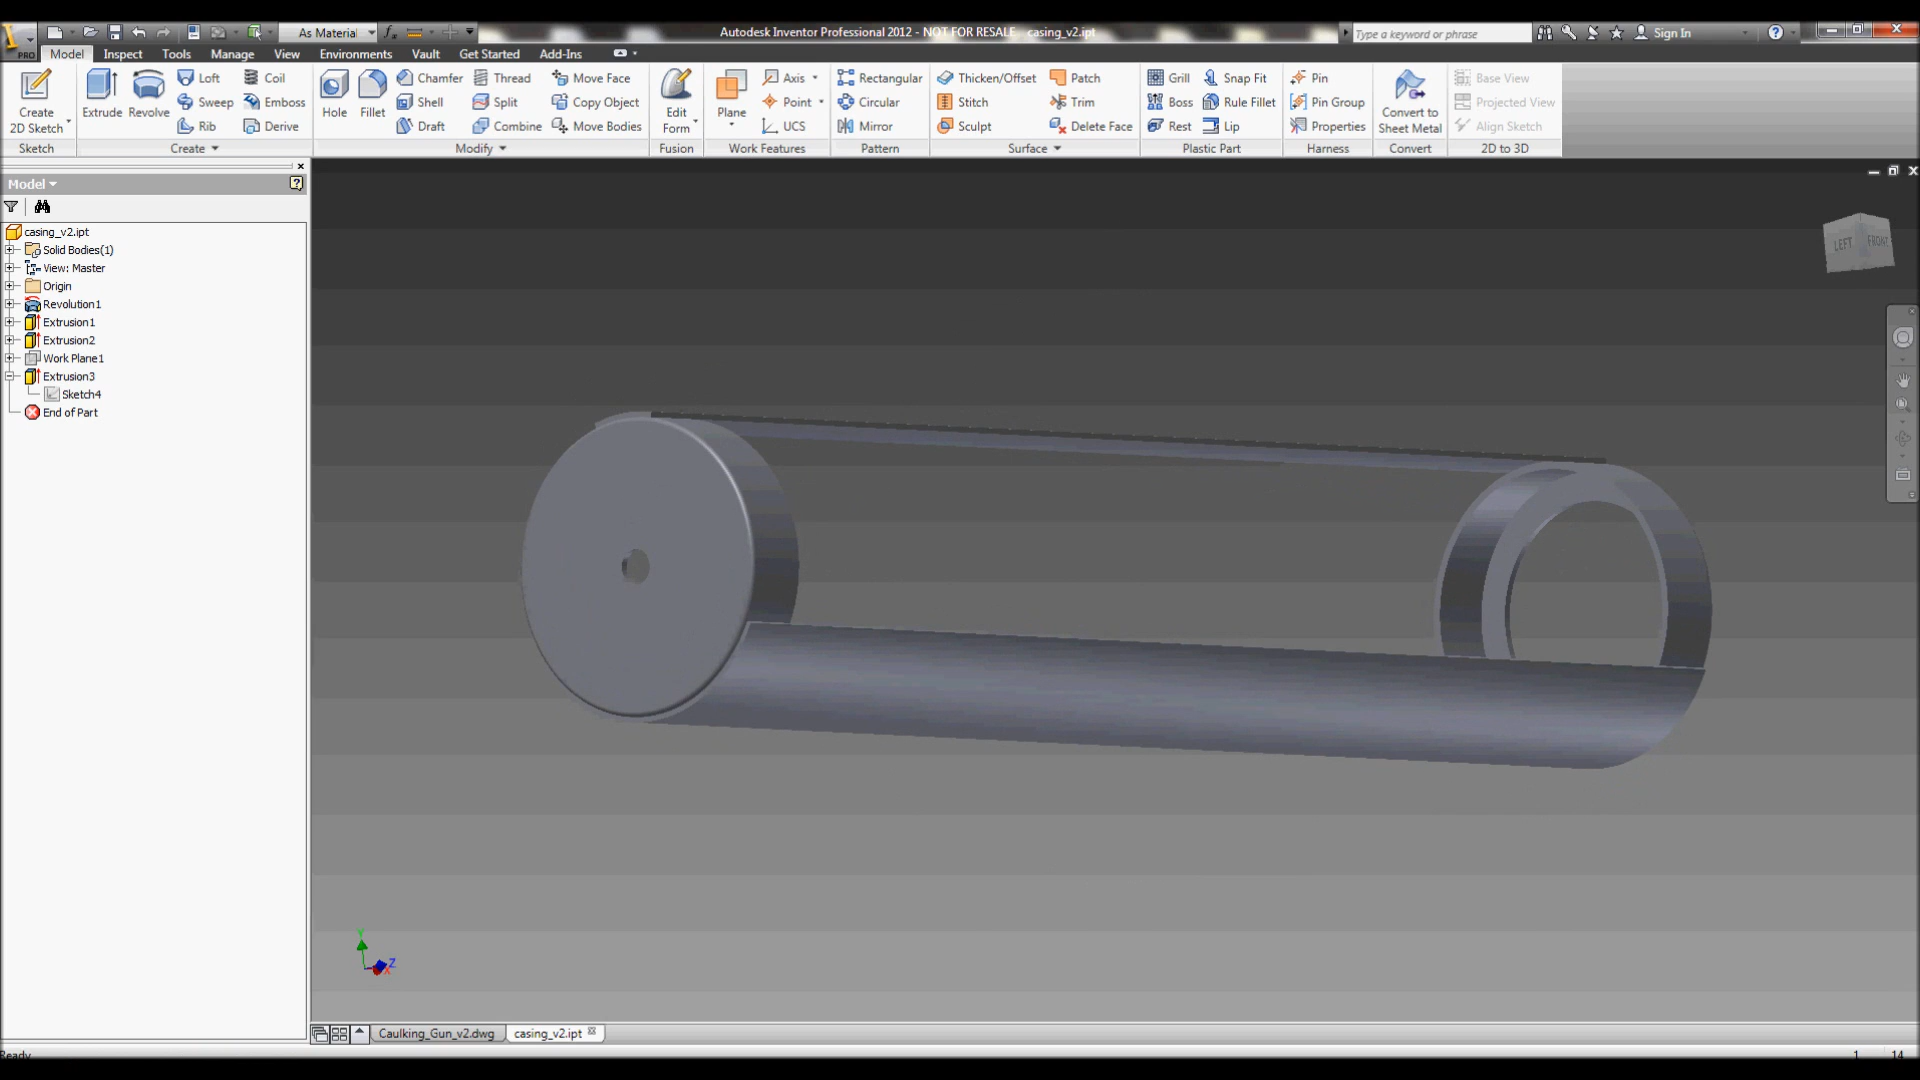 As Material
Autodesk Inventor Professional 2012 - NOT FOR RESALE casing_v2.ipt
Type a keyword or phrase
Sign In
PRO
Model Inspect Tools Manage View Environments Vault Get Started Add-Ins
Create 2D Sketch
Extrude Revolve
Loft Coil
Sweep Emboss
Rib Derive
Hole Fillet
Chamfer Thread Move Face
Shell Split Copy Object
Draft Combine Move Bodies
Edit Form
Plane
Axis
Point
UCS
Rectangular
Circular
Mirror
Thicken/Offset Patch
Stitch Trim
Sculpt Delete Face
Grill Snap Fit
Boss Rule Fillet
Rest Lip
Pin
Pin Group
Properties
Convert to Sheet Metal
Base View
Projected View
Align Sketch
Sketch Create Modify Fusion Work Features Pattern Surface Plastic Part Harness Convert 2D to 3D
Model
casing_v2.ipt
Solid Bodies(1)
View: Master
Origin
Revolution1
Extrusion1
Extrusion2
Work Plane1
Extrusion3
Sketch4
End of Part
LEFT FRONT
Y
Z
X
Caulking_Gun_v2.dwg casing_v2.ipt
Ready
1 14